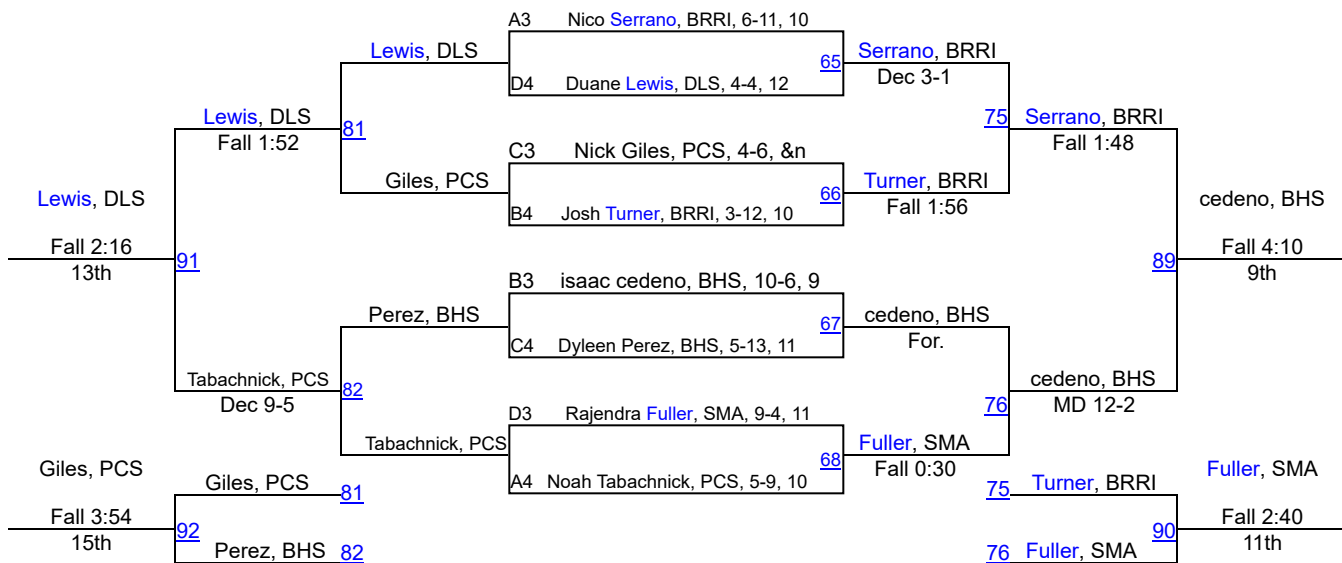 A3 Nico Serrano, BRRI, 6-11, 10
Lewis, DLS
65
Serrano, BRRI
Dec 3-1
D4 Duane Lewis, DLS, 4-4, 12
Lewis, DLS
Fall 1:52
81
75
Serrano, BRRI
Fall 1:48
C3 Nick Giles, PCS, 4-6, &n
Giles, PCS
66
Turner, BRRI
Fall 1:56
B4 Josh Turner, BRRI, 3-12, 10
Lewis, DLS
Fall 2:16
13th
91
89
cedeno, BHS
Fall 4:10
9th
B3 isaac cedeno, BHS, 10-6, 9
Perez, BHS
67
cedeno, BHS
For.
C4 Dyleen Perez, BHS, 5-13, 11
Tabachnick, PCS
Dec 9-5
82
76
cedeno, BHS
MD 12-2
D3 Rajendra Fuller, SMA, 9-4, 11
Tabachnick, PCS
68
Fuller, SMA
Fall 0:30
A4 Noah Tabachnick, PCS, 5-9, 10
Giles, PCS
Fall 3:54
15th
Giles, PCS 81
92
Perez, BHS 82
75 Turner, BRRI
90
76 Fuller, SMA
Fuller, SMA
Fall 2:40
11th